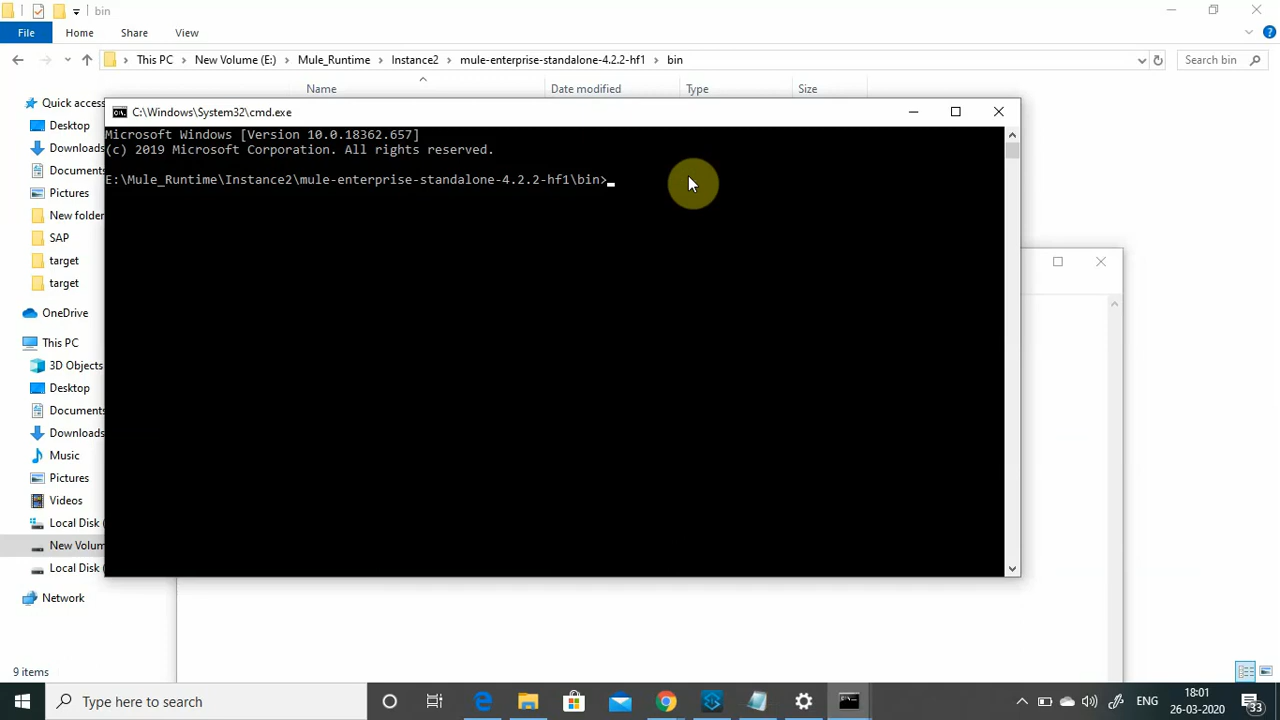 bin
File
Home
Share
View
This PC
New Volume (E:)
Mule_Runtime
Instance2
mule-enterprise-standalone-4.2.2-hf1
bin
Search bin
Name
Date modified
Type
Size
Quick access
Desktop
Downloads
Documents
Pictures
New folder
SAP
target
target
OneDrive
This PC
3D Objects
Desktop
Documents
Downloads
Music
Pictures
Videos
Local Disk (
New Volum
Local Disk (
Network
C:\Windows\System32\cmd.exe
Microsoft Windows [Version 10.0.18362.657]
(c) 2019 Microsoft Corporation. All rights reserved.
E:\Mule_Runtime\Instance2\mule-enterprise-standalone-4.2.2-hf1\bin>
9 items
Type here to search
ENG
18:01
26-03-2020
33